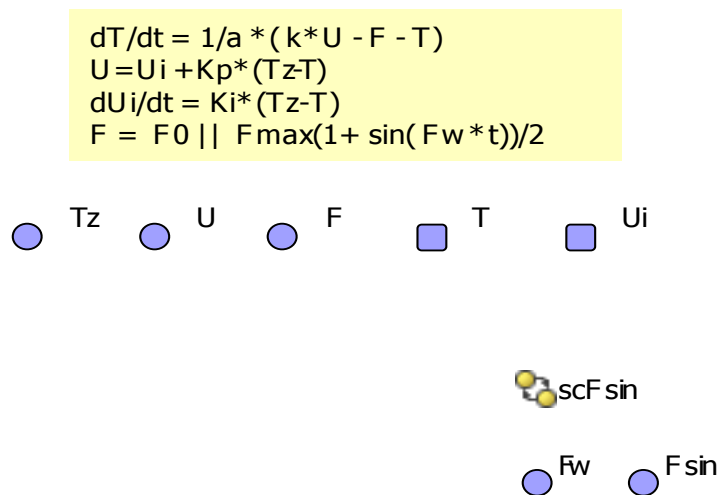 dT/dt = 1/a *( k*U - F - T)
U=Ui +Kp* (Tz-T)
dUi/dt = Ki* (Tz-T)
F = F0 || Fmax(1+ sin( Fw*t))/2
Tz U F T Ui
scFsin
Fw Fsin